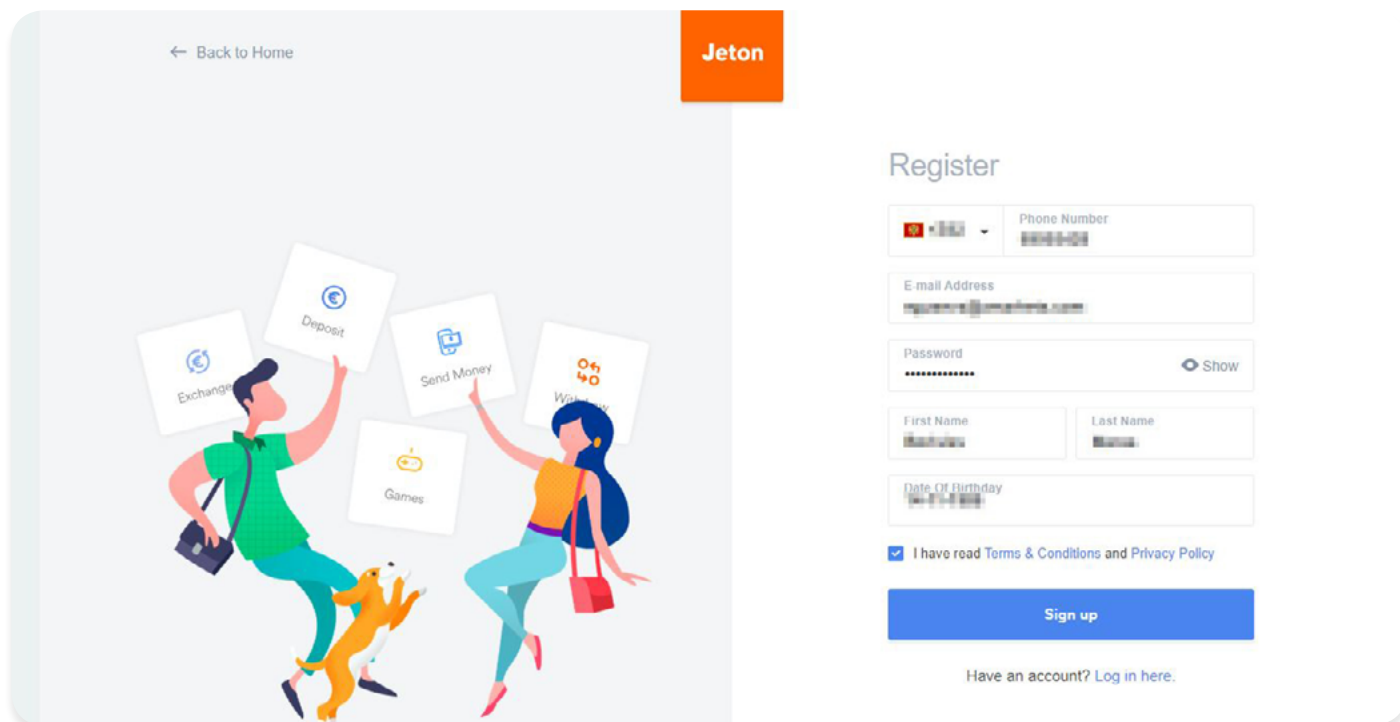 ← Back to Home
Jeton
Exchange
Deposit
Send Money
Withdraw
Games
Register
Phone Number
E-mail Address
Password
•••••••••••••
Show
First Name
Last Name
Date Of Birthday
I have read Terms & Conditions and Privacy Policy
Sign up
Have an account? Log in here.